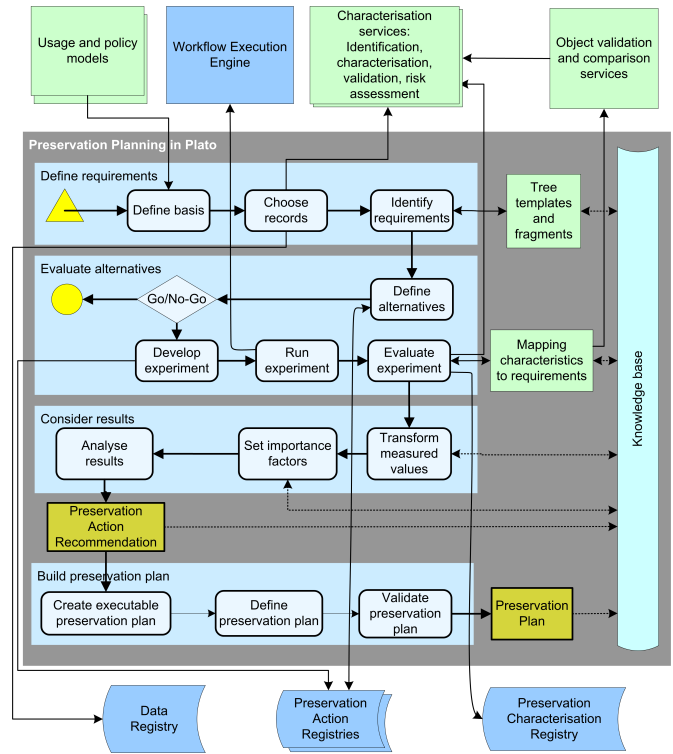 Usage and policy
models
Workflow Execution
Engine
Characterisation
services:
Identification,
characterisation,
validation, risk
assessment
Object validation
and comparison
services
Preservation Planning in Plato
Define requirements
Define basis
Choose
records
Identify
requirements
Tree
templates
and
fragments
Evaluate alternatives
Go/No-Go
Define
alternatives
Develop
experiment
Run
experiment
Evaluate
experiment
Mapping
characteristics
to requirements
Knowledge base
Consider results
Analyse
results
Set importance
factors
Transform
measured
values
Preservation
Action
Recommendation
Build preservation plan
Create executable
preservation plan
Define
preservation plan
Validate
preservation
plan
Preservation
Plan
Data
Registry
Preservation
Action
Registries
Preservation
Characterisation
Registry